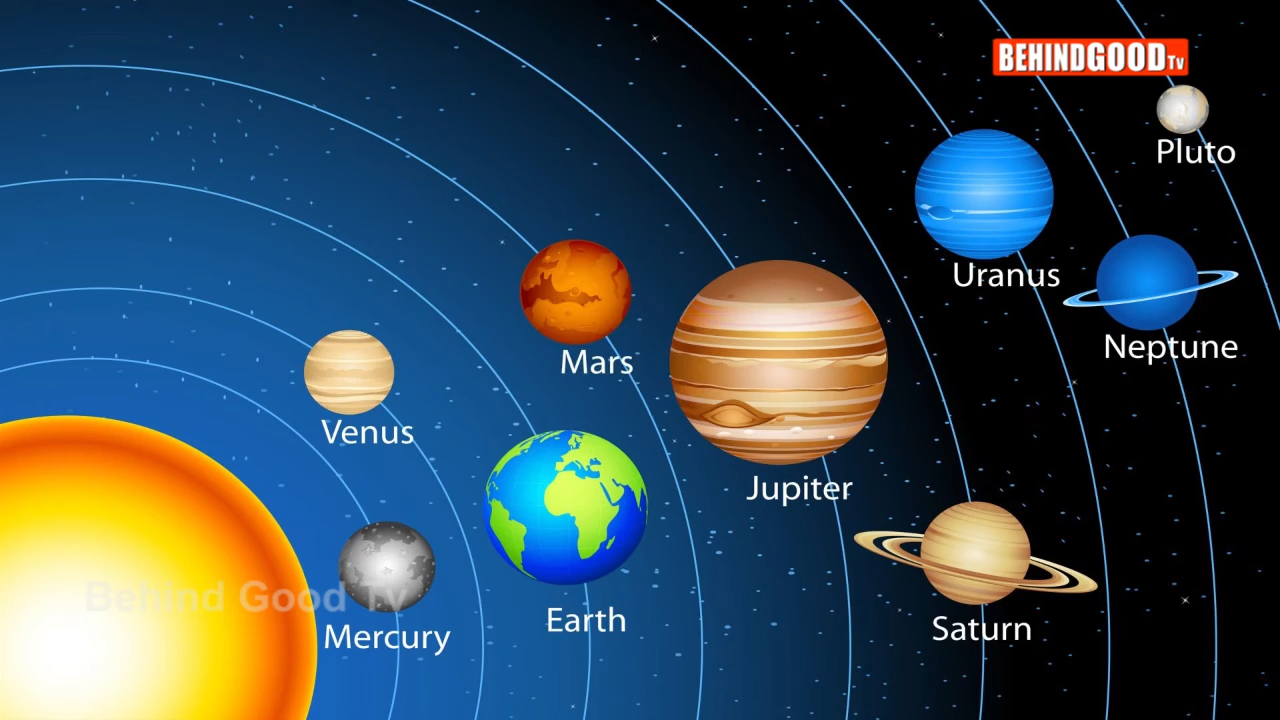 BEHINDGOOD Tv
Pluto
Uranus
Neptune
Mars
Venus
Jupiter
Behind Good Tv
Mercury
Earth
Saturn